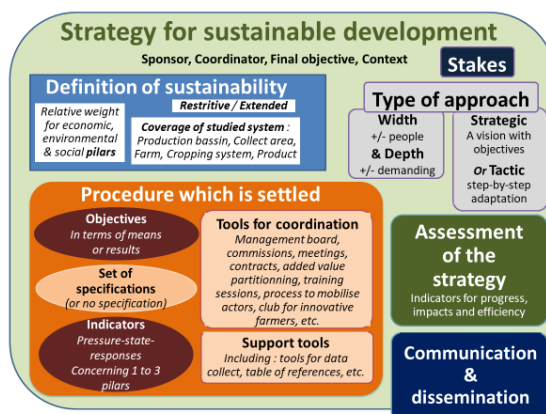 Strategy for sustainable development
Sponsor, Coordinator, Final objective, Context
Stakes
Definition of sustainability
Relative weight
for economic,
environmental
& social pillars
Restritive / Extended
Coverage of studied system :
Production bassin, Collect area,
Farm, Cropping system, Product
Type of approach
Width
+/- people
& Depth
+/- demanding
Strategic
A vision with
objectives
Or Tactic
step-by-step
adaptation
Procedure which is settled
Objectives
In terms of means
or results
Set of
specifications
(or no specification)
Indicators
Pressure-state-
responses
Concerning 1 to 3
pilars
Tools for coordination
Management board,
commissions, meetings,
contracts, added value
partitionning, training
sessions, process to mobilise
actors, club for innovative
farmers, etc.
Support tools
Including : tools for data
collect, table of references, etc.
Assessment
of the
strategy
Indicators for progress,
impacts and efficiency
Communication
&
dissemination